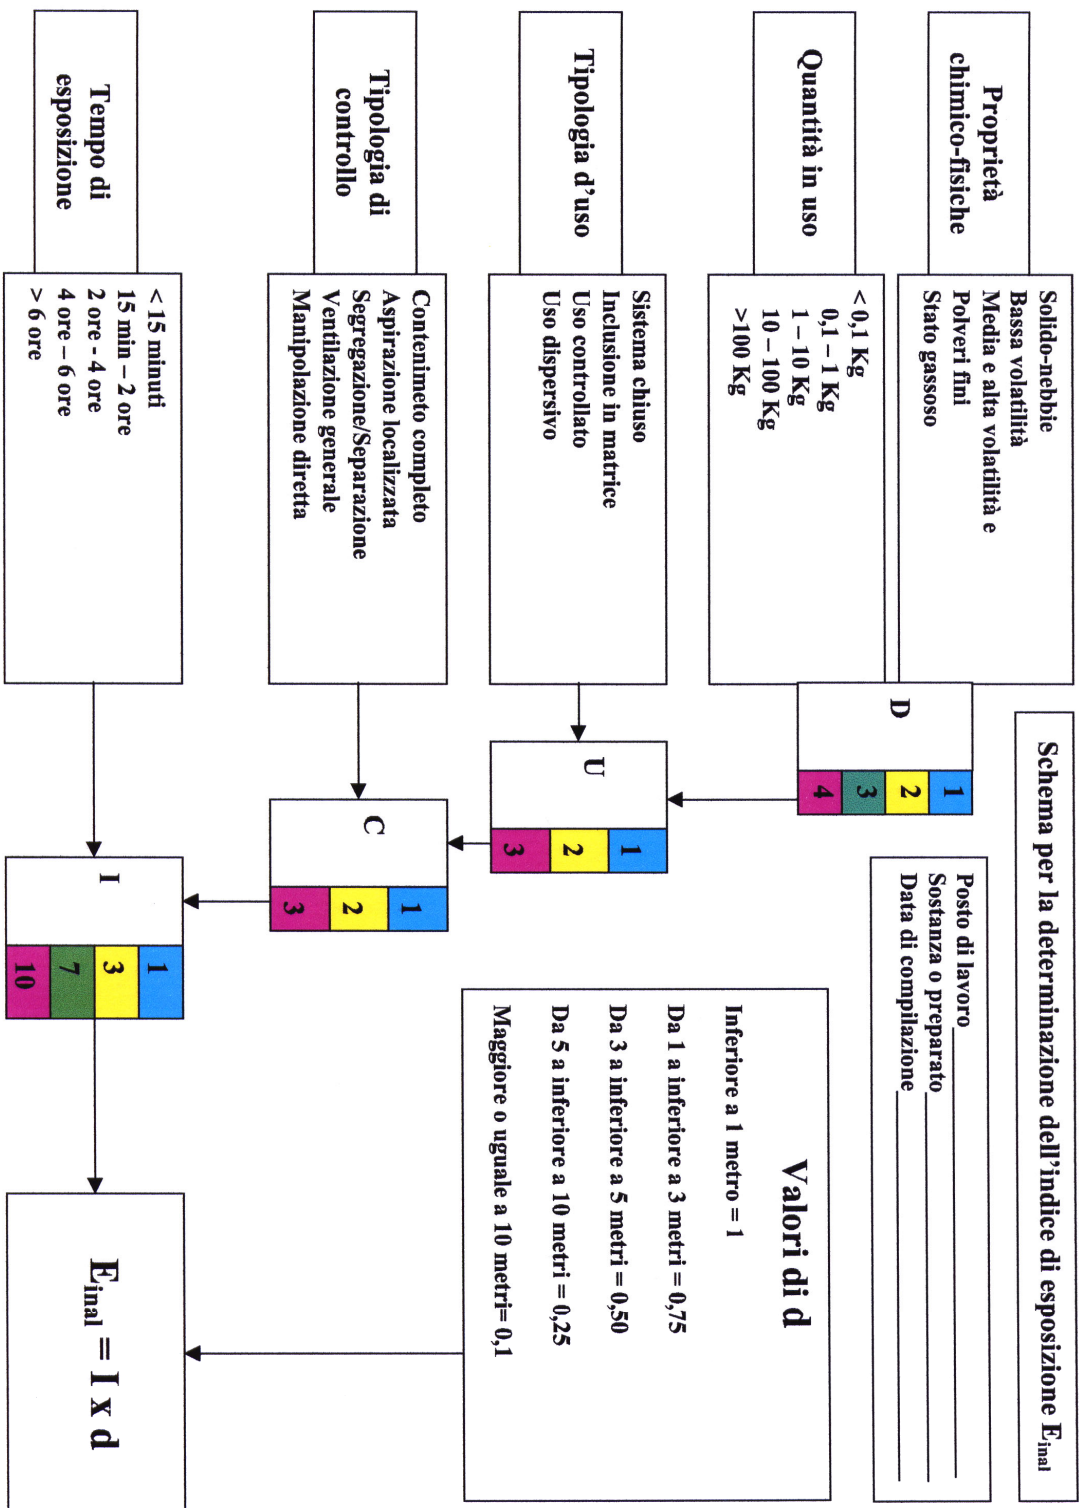 Schema per la determinazione dell'indice di esposizione E_inal
Posto di lavoro
Sostanza o preparato
Data di compilazione
Proprietà
chimico-fisiche
Solido-nebbie
Bassa volatilità
Media e alta volatilità e
Polveri fini
Stato gassoso
Quantità in uso
< 0,1 Kg
0,1 – 1 Kg
1 – 10 Kg
10 – 100 Kg
>100 Kg
D
1
2
3
4
Tipologia d'uso
Sistema chiuso
Inclusione in matrice
Uso controllato
Uso dispersivo
U
1
2
3
Tipologia di
controllo
Contenimeto completo
Aspirazione localizzata
Segregazione/Separazione
Ventilazione generale
Manipolazione diretta
C
1
2
3
Tempo di
esposizione
< 15 minuti
15 min – 2 ore
2 ore - 4 ore
4 ore – 6 ore
> 6 ore
I
1
3
7
10
Valori di d
Inferiore a 1 metro = 1
Da 1 a inferiore a 3 metri = 0,75
Da 3 a inferiore a 5 metri = 0,50
Da 5 a inferiore a 10 metri = 0,25
Maggiore o uguale a 10 metri= 0,1
E_inal = I x d